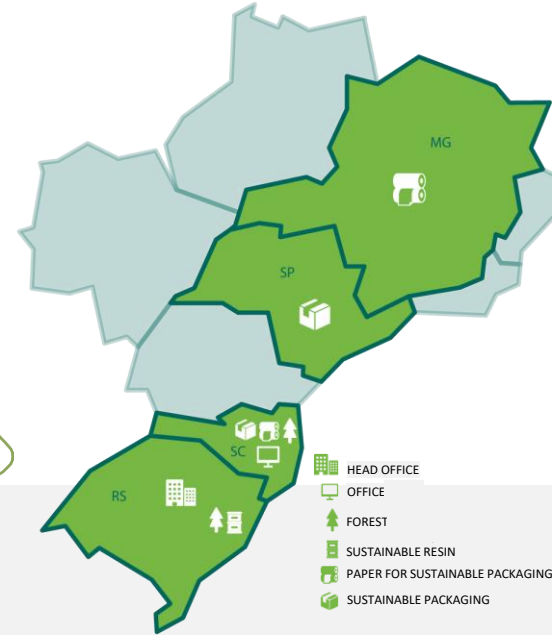 MG
SP
SC
RS
HEAD OFFICE
OFFICE
FOREST
SUSTAINABLE RESIN
PAPER FOR SUSTAINABLE PACKAGING
SUSTAINABLE PACKAGING